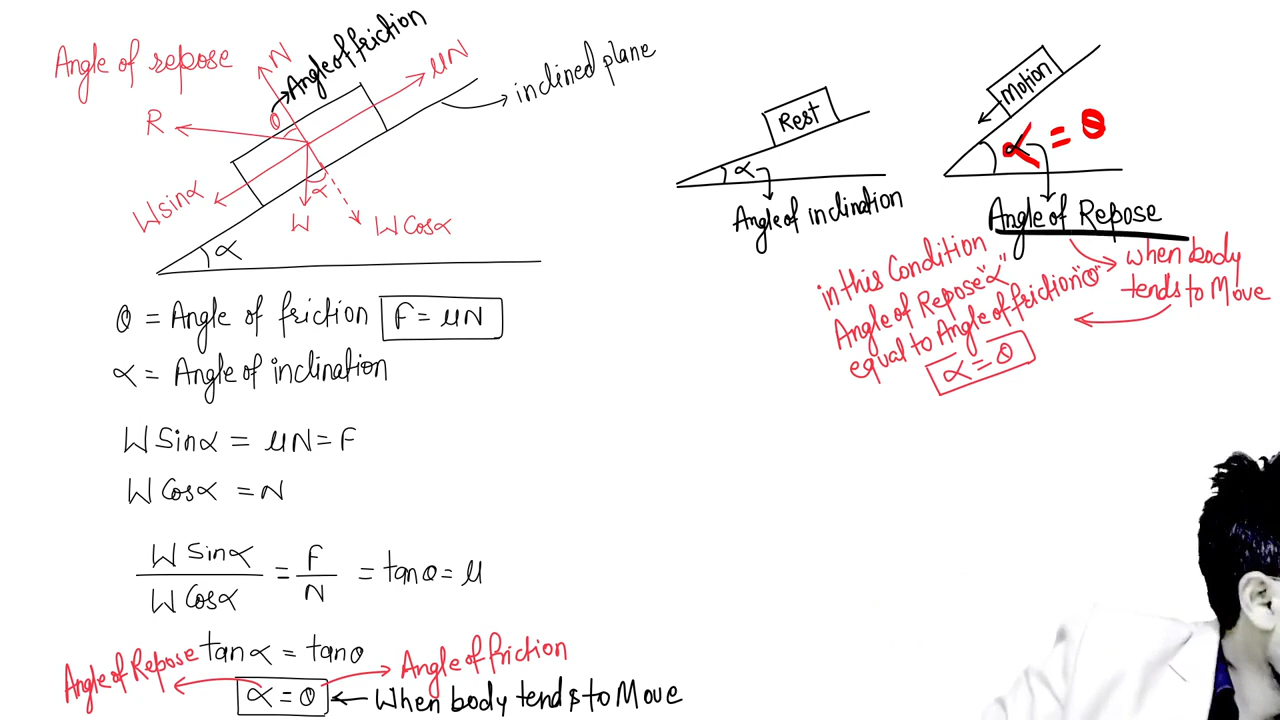 Angle of repose
N
Angle of friction
θ
μN
inclined plane
R
W sinα
α
W
W Cosα
α
θ = Angle of friction F = μN
α = Angle of inclination
W Sinα = μN = F
W Cosα = N
W Sinα / W Cosα = F / N = tanθ = μ
Angle of Repose tanα = tanθ
Angle of friction
α = θ ← When body tends to Move
Rest
α
Angle of inclination
Motion
α = θ
α
Angle of Repose
when body
tends to Move
in this Condition
Angle of Repose "α"
equal to Angle of friction "θ"
α = θ